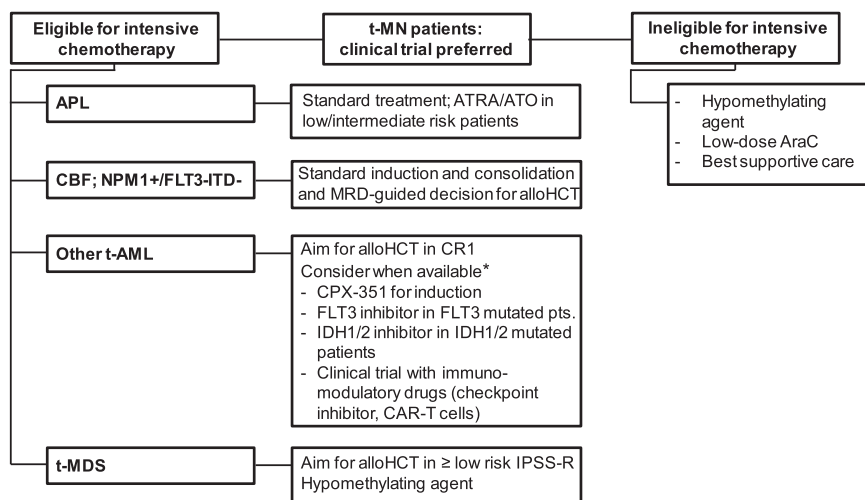 Eligible for intensive
chemotherapy
t-MN patients:
clinical trial preferred
Ineligible for intensive
chemotherapy
- Hypomethylating
agent
- Low-dose AraC
- Best supportive care
APL
Standard treatment; ATRA/ATO in
low/intermediate risk patients
CBF; NPM1+/FLT3-ITD-
Standard induction and consolidation
and MRD-guided decision for alloHCT
Other t-AML
Aim for alloHCT in CR1
Consider when available*
- CPX-351 for induction
- FLT3 inhibitor in FLT3 mutated pts.
- IDH1/2 inhibitor in IDH1/2 mutated
patients
- Clinical trial with immuno-
modulatory drugs (checkpoint
inhibitor, CAR-T cells)
t-MDS
Aim for alloHCT in ≥ low risk IPSS-R
Hypomethylating agent